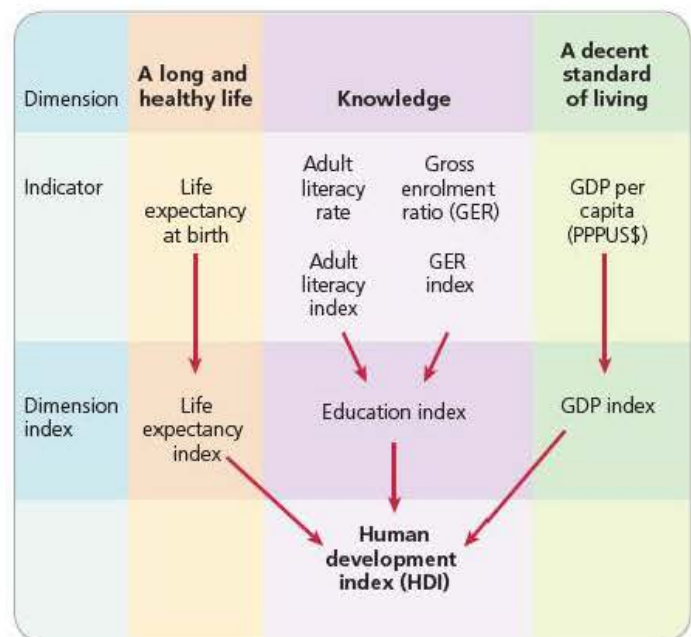 Dimension
A long and
healthy life
Knowledge
A decent
standard
of living
Indicator
Life
expectancy
at birth
Adult
literacy
rate
Gross
enrolment
ratio (GER)
GDP per
capita
(PPPUS$)
Adult
literacy
index
GER
index
Dimension
index
Life
expectancy
index
Education index
GDP index
Human
development
index (HDI)